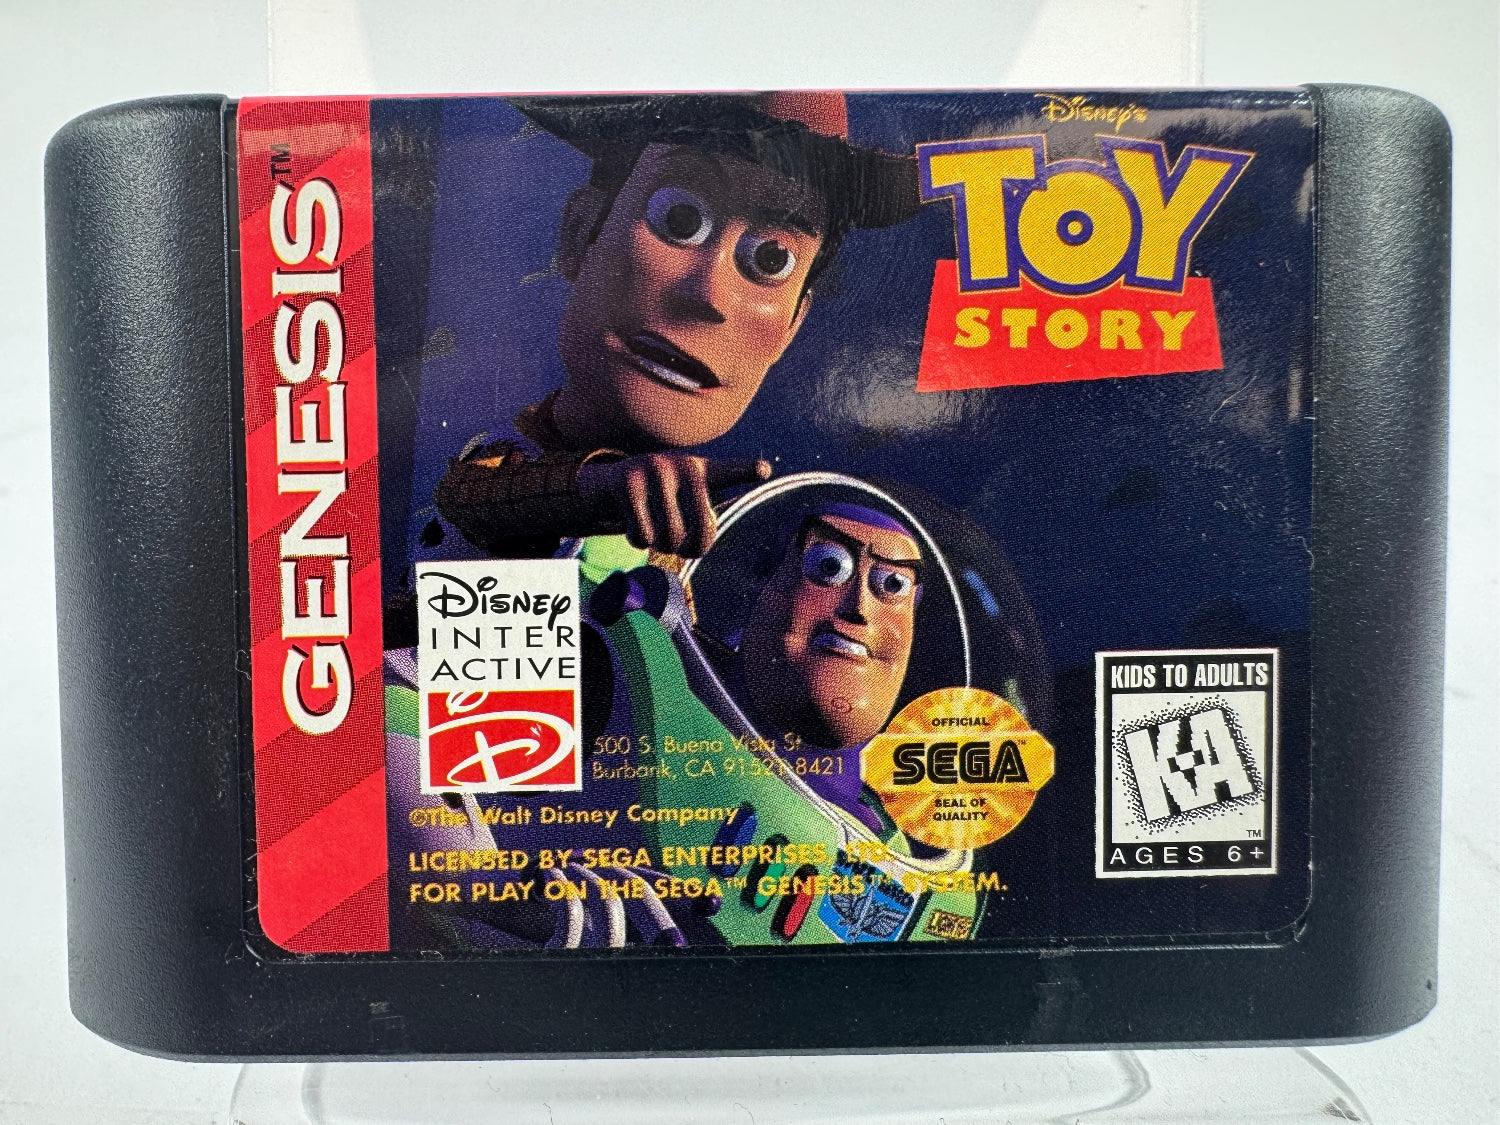 GENESIS™
Disney's
TOY
STORY
Disney
INTER
ACTIVE
D
500 S. Buena Vista St.
Burbank, CA 91521-8421
©The Walt Disney Company
LICENSED BY SEGA ENTERPRISES, LTD.
FOR PLAY ON THE SEGA™ GENESIS™ SYSTEM.
OFFICIAL
SEGA™
SEAL OF
QUALITY
KIDS TO ADULTS
K-A
™
AGES 6+